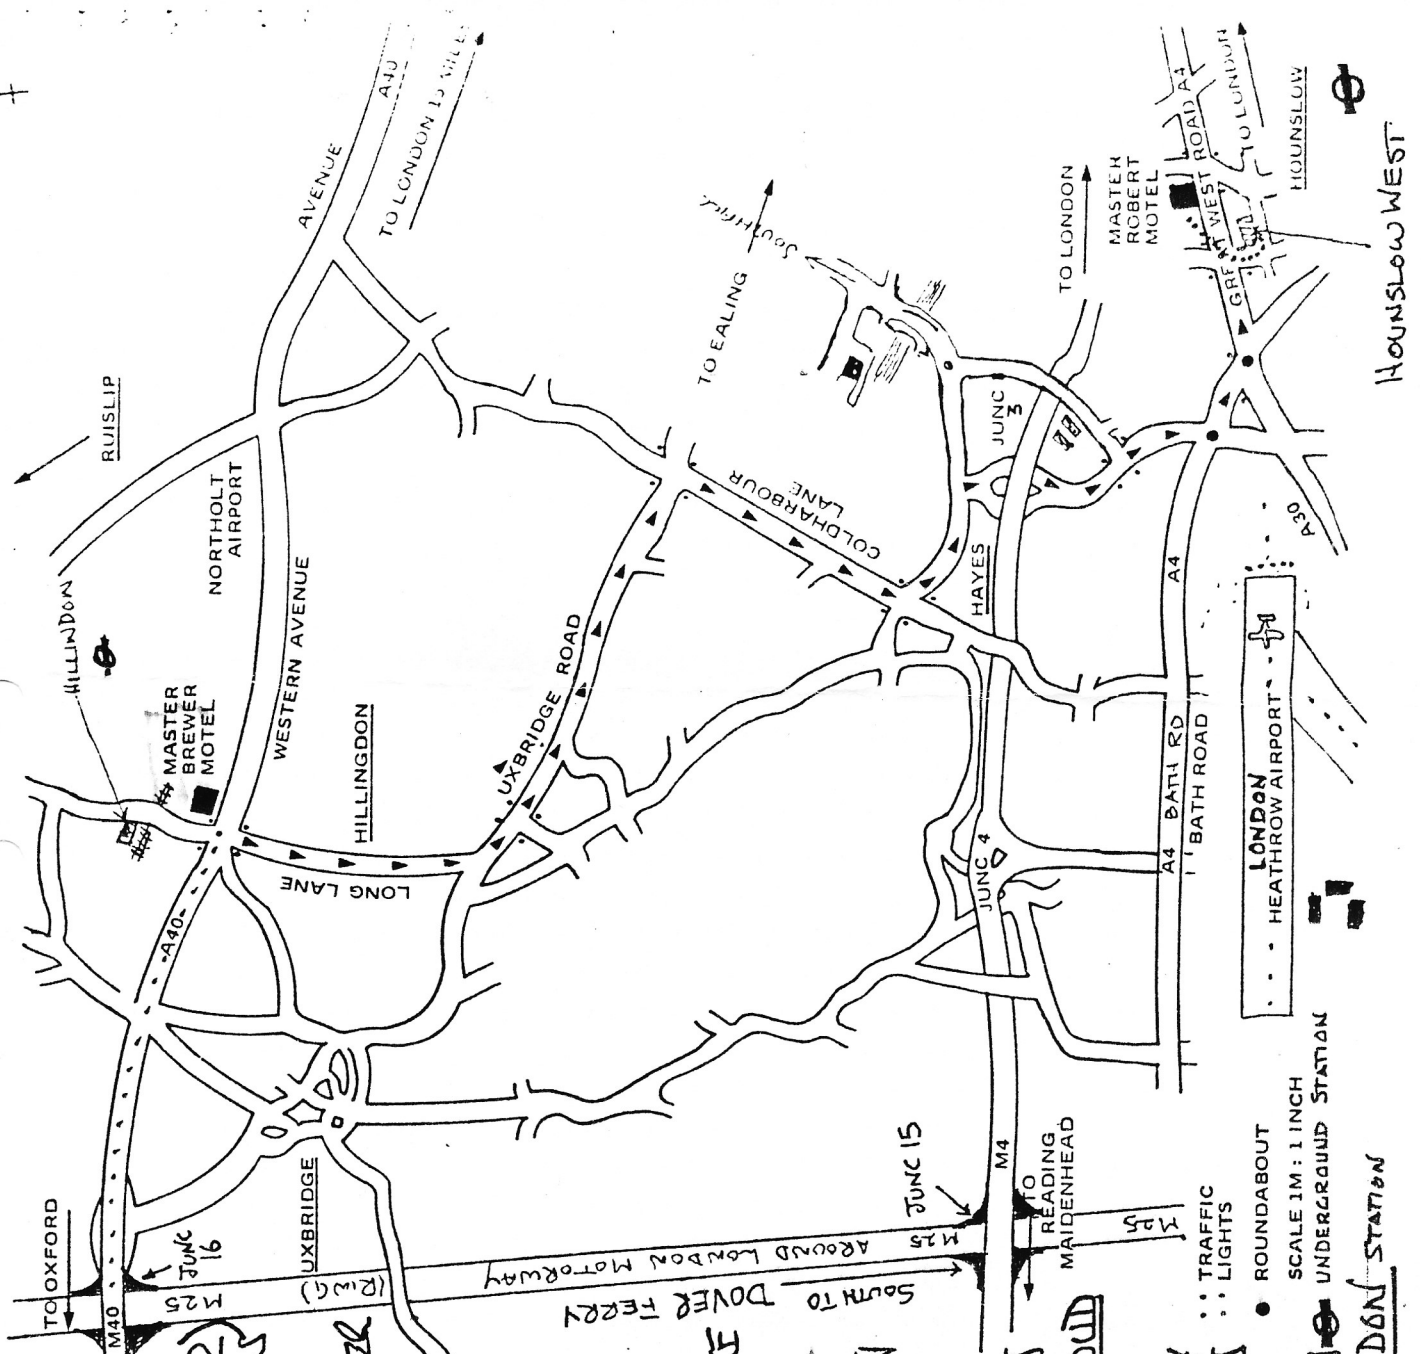 A40
AVENUE
TO LONDON 15 MILES
RUISLIP
NORTHOLT
AIRPORT
HILLINDON
MASTER
BREWER
MOTEL
WESTERN AVENUE
HILLINGDON
LONG LANE
A40
UXBRIDGE ROAD
TO EALING
SOUTHALL
COLDHARBOUR
LANE
HAYES
JUNC
3
TO LONDON
MASTER
ROBERT
MOTEL
GREAT WEST ROAD A4
TO LONDON
HOUNSLOW
HOUNSLOW WEST
A30
A4
BATH RD
A4
BATH ROAD
LONDON
HEATHROW AIRPORT
JUNC 4
M4
TO
READING
MAIDENHEAD
JUNC 15
M25
M25
AROUND LONDON MOTORWAY
(RING)
M25
SOUTH TO DOVER FERRY
UXBRIDGE
JUNC
16
TO OXFORD
M40
TRAFFIC
LIGHTS
ROUNDABOUT
SCALE 1M : 1 INCH
UNDERGROUND STATION
STATION